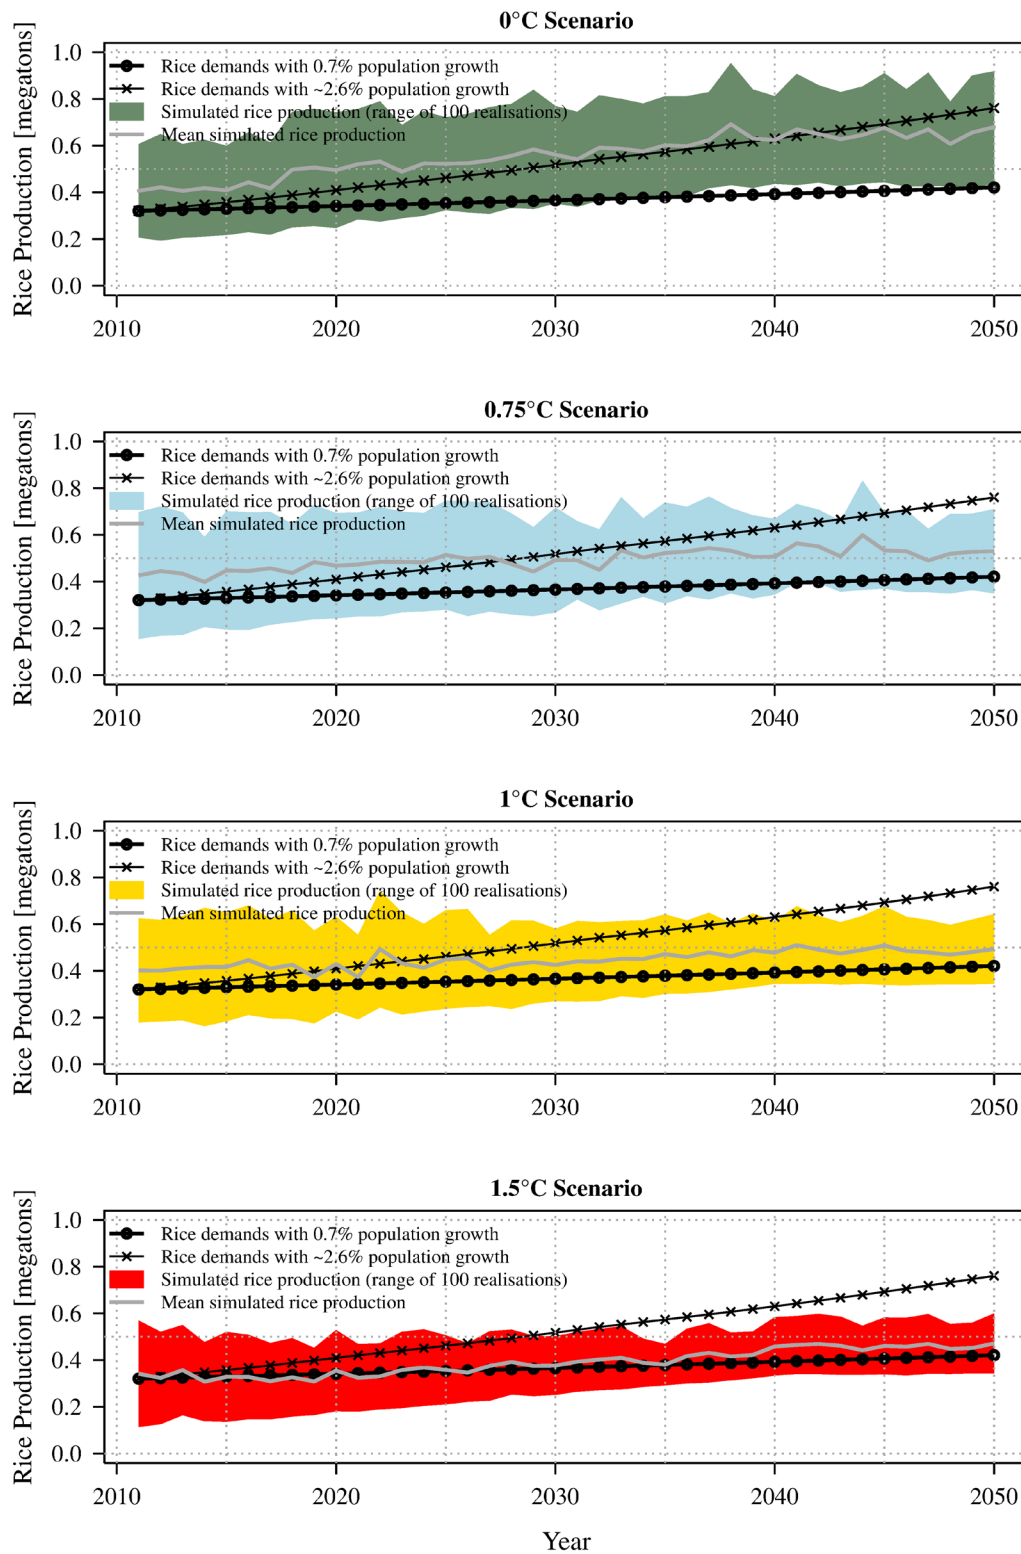 0°C Scenario
Rice Production [megatons]
1.0
0.8
0.6
0.4
0.2
0.0
Rice demands with 0.7% population growth
Rice demands with ~2.6% population growth
Simulated rice production (range of 100 realisations)
Mean simulated rice production
2010 2020 2030 2040 2050
0.75°C Scenario
Rice Production [megatons]
1.0
0.8
0.6
0.4
0.2
0.0
Rice demands with 0.7% population growth
Rice demands with ~2.6% population growth
Simulated rice production (range of 100 realisations)
Mean simulated rice production
2010 2020 2030 2040 2050
1°C Scenario
Rice Production [megatons]
1.0
0.8
0.6
0.4
0.2
0.0
Rice demands with 0.7% population growth
Rice demands with ~2.6% population growth
Simulated rice production (range of 100 realisations)
Mean simulated rice production
2010 2020 2030 2040 2050
1.5°C Scenario
Rice Production [megatons]
1.0
0.8
0.6
0.4
0.2
0.0
Rice demands with 0.7% population growth
Rice demands with ~2.6% population growth
Simulated rice production (range of 100 realisations)
Mean simulated rice production
2010 2020 2030 2040 2050
Year